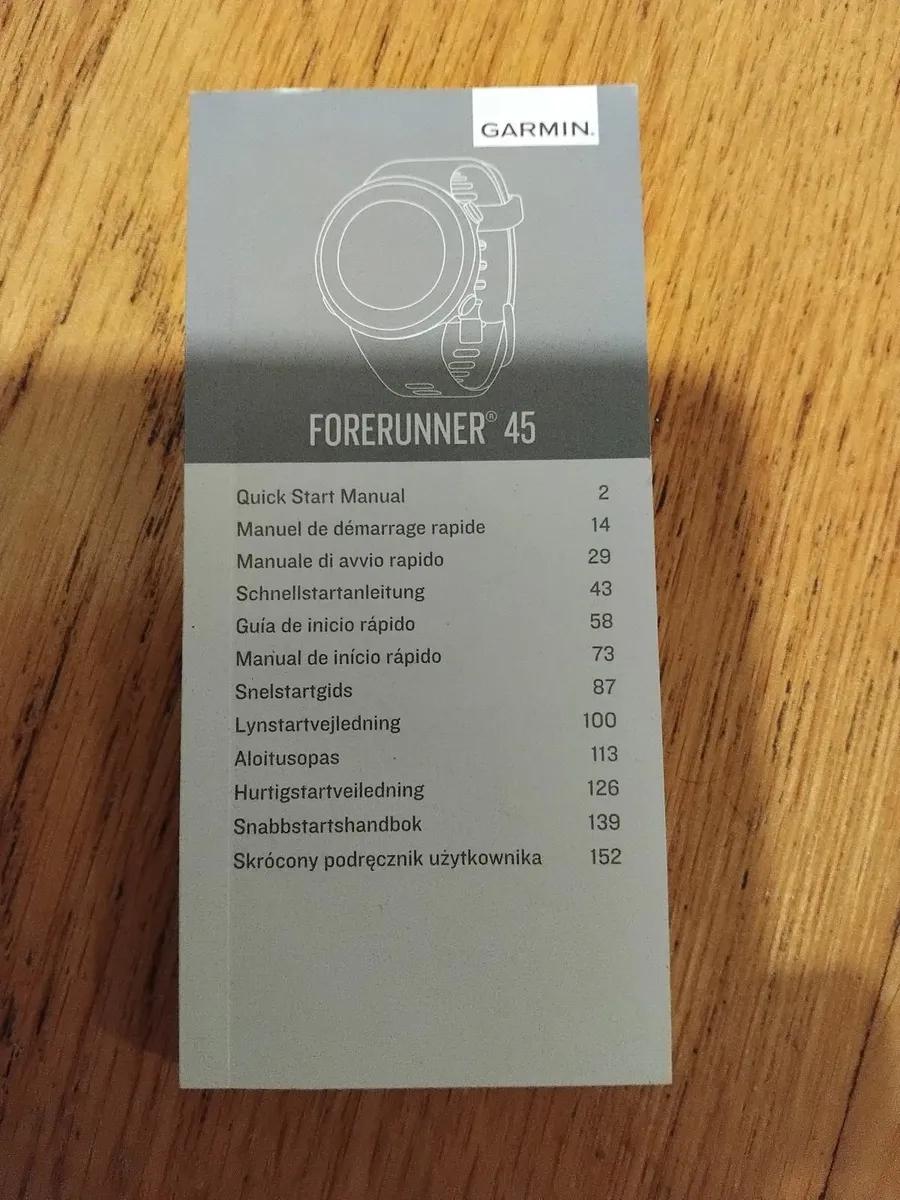 GARMIN.
FORERUNNER® 45
Quick Start Manual 2
Manuel de démarrage rapide 14
Manuale di avvio rapido 29
Schnellstartanleitung 43
Guía de inicio rápido 58
Manual de início rápido 73
Snelstartgids 87
Lynstartvejledning 100
Aloitusopas 113
Hurtigstartveiledning 126
Snabbstartshandbok 139
Skrócony podręcznik użytkownika 152